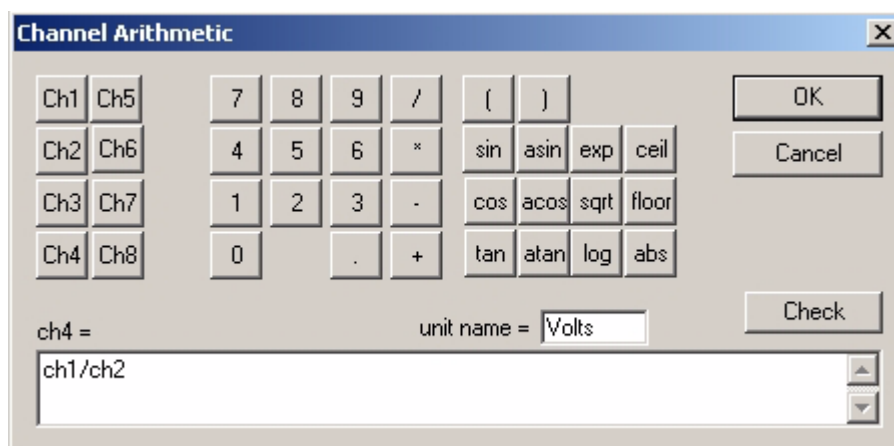 Channel Arithmetic
Ch1 Ch5 7 8 9 / ( ) OK
Ch2 Ch6 4 5 6 * sin asin exp ceil Cancel
Ch3 Ch7 1 2 3 - cos acos sqrt floor
Ch4 Ch8 0 . + tan atan log abs
Check
ch4 = unit name = Volts
ch1/ch2